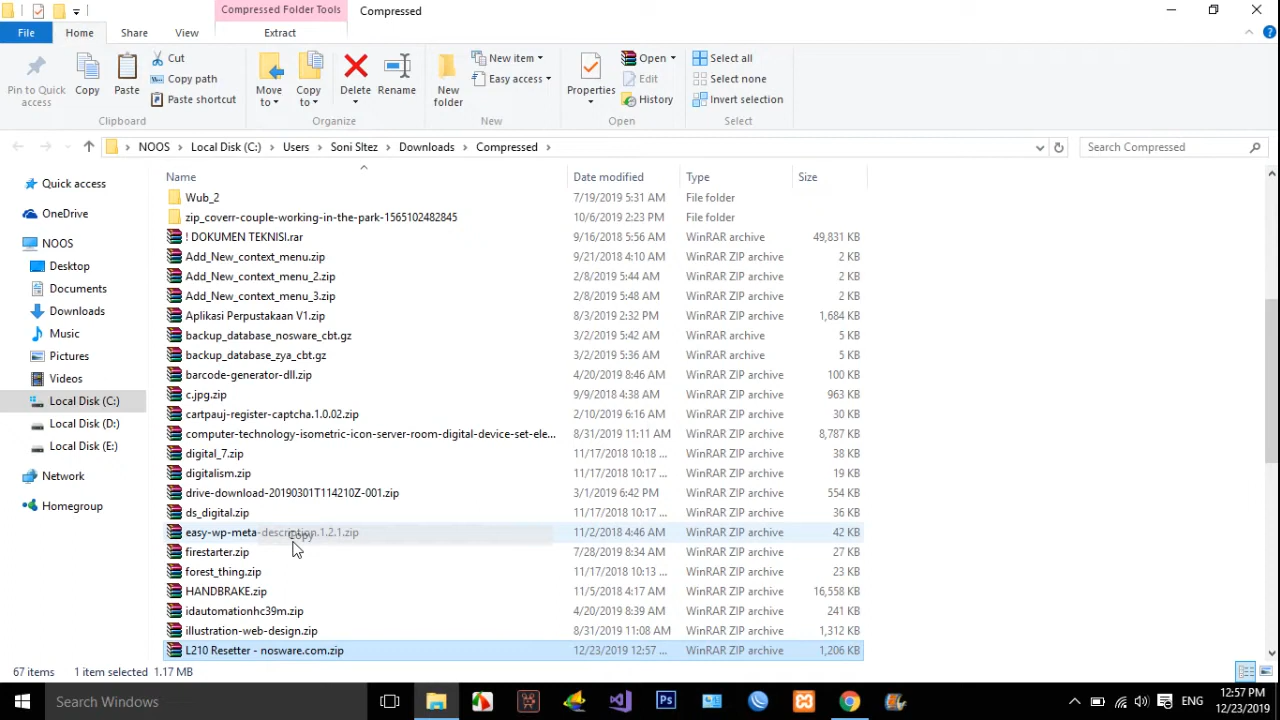 Compressed Folder Tools
Compressed
File
Home
Share
View
Extract
Pin to Quick access
Copy
Paste
Cut
Copy path
Paste shortcut
Clipboard
Move to
Copy to
Delete
Rename
Organize
New folder
New item
Easy access
New
Properties
Open
Edit
History
Open
Select all
Select none
Invert selection
Select
NOOS
Local Disk (C:)
Users
Soni SItez
Downloads
Compressed
Search Compressed
Quick access
OneDrive
NOOS
Desktop
Documents
Downloads
Music
Pictures
Videos
Local Disk (C:)
Local Disk (D:)
Local Disk (E:)
Network
Homegroup
Name Date modified Type Size
Wub_2 7/19/2019 5:31 AM File folder
zip_coverr-couple-working-in-the-park-1565102482845 10/6/2019 2:23 PM File folder
! DOKUMEN TEKNISI.rar 9/16/2018 5:56 AM WinRAR archive 49,831 KB
Add_New_context_menu.zip 9/21/2018 4:10 AM WinRAR ZIP archive 2 KB
Add_New_context_menu_2.zip 2/8/2019 5:44 AM WinRAR ZIP archive 2 KB
Add_New_context_menu_3.zip 2/8/2019 5:48 AM WinRAR ZIP archive 2 KB
Aplikasi Perpustakaan V1.zip 8/3/2019 2:32 PM WinRAR ZIP archive 1,684 KB
backup_database_nosware_cbt.gz 3/2/2019 5:42 AM WinRAR archive 5 KB
backup_database_zya_cbt.gz 3/2/2019 5:36 AM WinRAR archive 5 KB
barcode-generator-dll.zip 4/20/2019 8:46 AM WinRAR ZIP archive 100 KB
c.jpg.zip 9/9/2018 4:38 AM WinRAR ZIP archive 963 KB
cartpauj-register-captcha.1.0.02.zip 2/10/2019 6:16 AM WinRAR ZIP archive 30 KB
computer-technology-isometric-icon-server-room-digital-device-set-ele... 8/31/2019 11:11 AM WinRAR ZIP archive 8,787 KB
digital_7.zip 11/17/2018 10:18 ... WinRAR ZIP archive 38 KB
digitalism.zip 11/17/2018 10:17 ... WinRAR ZIP archive 19 KB
drive-download-20190301T114210Z-001.zip 3/1/2019 6:42 PM WinRAR ZIP archive 554 KB
ds_digital.zip 11/17/2018 10:17 ... WinRAR ZIP archive 36 KB
easy-wp-meta-description.1.2.1.zip 11/2/2018 4:46 AM WinRAR ZIP archive 42 KB
Copy
firestarter.zip 7/28/2019 8:34 AM WinRAR ZIP archive 27 KB
forest_thing.zip 11/17/2018 10:13 ... WinRAR ZIP archive 23 KB
HANDBRAKE.zip 11/5/2018 4:17 AM WinRAR ZIP archive 16,558 KB
idautomationhc39m.zip 4/20/2019 8:39 AM WinRAR ZIP archive 241 KB
illustration-web-design.zip 8/31/2019 11:08 AM WinRAR ZIP archive 1,312 KB
L210 Resetter - nosware.com.zip 12/23/2019 12:57 ... WinRAR ZIP archive 1,206 KB
67 items 1 item selected 1.17 MB
Search Windows
Ps
ENG
12:57 PM
12/23/2019